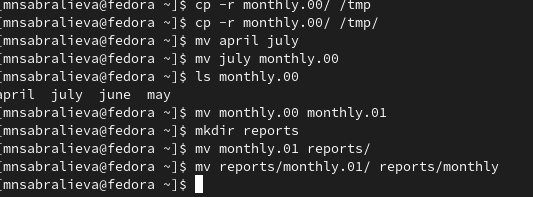 [mnsabralieva@fedora ~]$ cp -r monthly.00/ /tmp
[mnsabralieva@fedora ~]$ cp -r monthly.00/ /tmp/
[mnsabralieva@fedora ~]$ mv april july
[mnsabralieva@fedora ~]$ mv july monthly.00
[mnsabralieva@fedora ~]$ ls monthly.00
april  july  june  may
[mnsabralieva@fedora ~]$ mv monthly.00 monthly.01
[mnsabralieva@fedora ~]$ mkdir reports
[mnsabralieva@fedora ~]$ mv monthly.01 reports/
[mnsabralieva@fedora ~]$ mv reports/monthly.01/ reports/monthly
[mnsabralieva@fedora ~]$